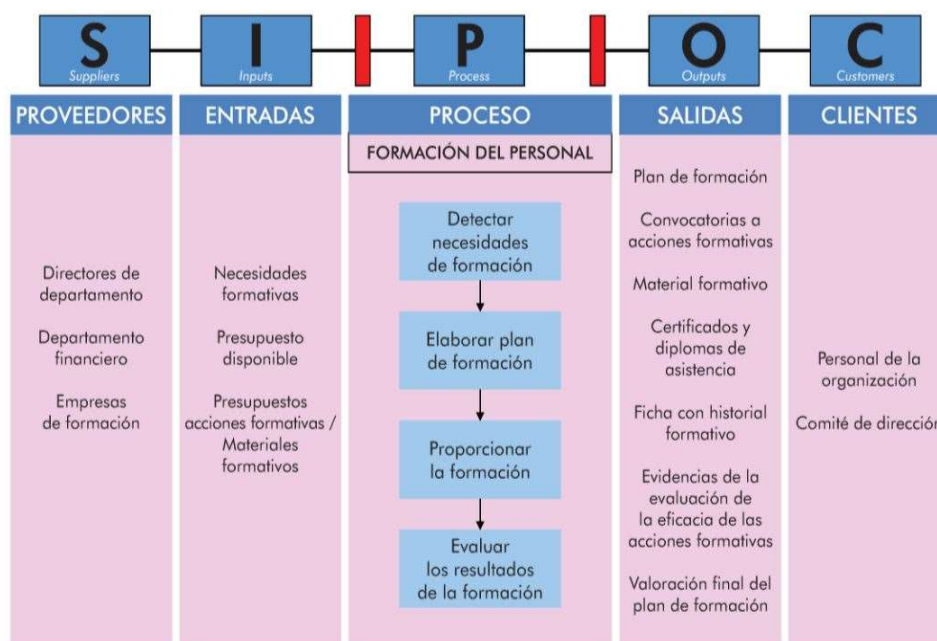 S
Suppliers
I
Inputs
P
Process
O
Outputs
C
Customers
PROVEEDORES
Directores de
departamento
Departamento
financiero
Empresas
de formación
ENTRADAS
Necesidades
formativas
Presupuesto
disponible
Presupuestos
acciones formativas /
Materiales
formativos
PROCESO
FORMACIÓN DEL PERSONAL
Detectar
necesidades
de formación
Elaborar plan
de formación
Proporcionar
la formación
Evaluar
los resultados
de la formación
SALIDAS
Plan de formación
Convocatorias a
acciones formativas
Material formativo
Certificados y
diplomas de
asistencia
Ficha con historial
formativo
Evidencias de la
evaluación de
la eficacia de las
acciones formativas
Valoración final del
plan de formación
CLIENTES
Personal de la
organización
Comité de dirección